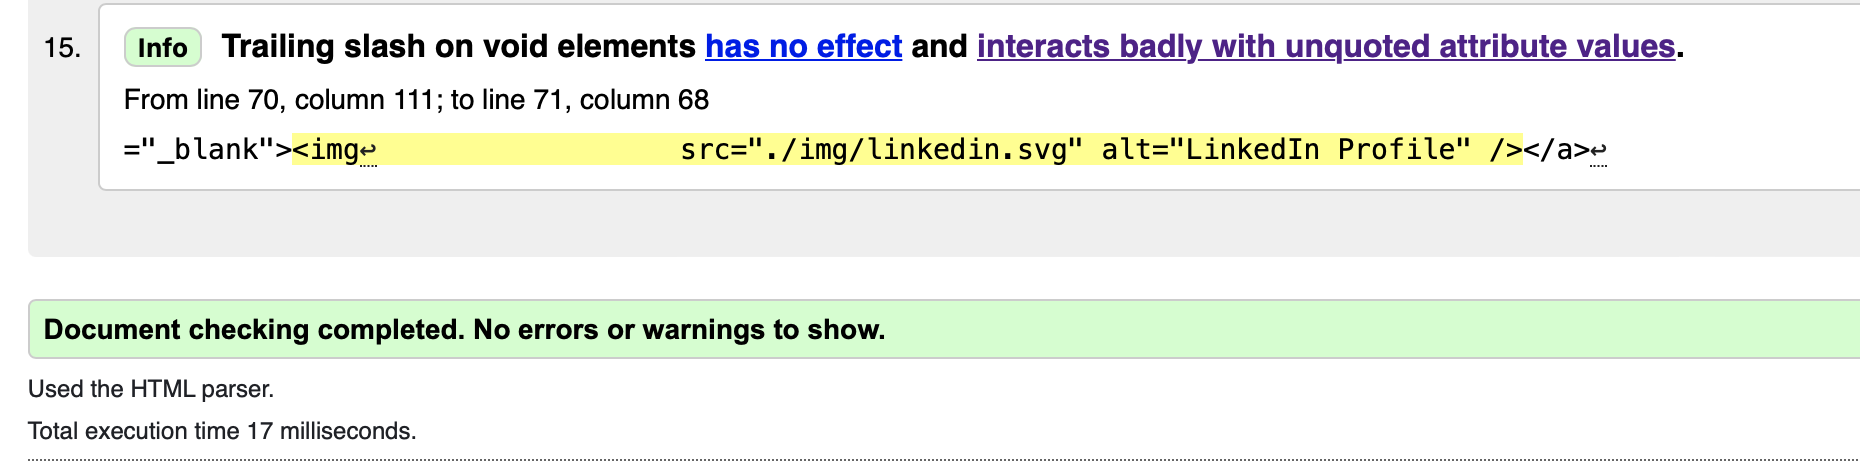 15. Info Trailing slash on void elements has no effect and interacts badly with unquoted attribute values.
From line 70, column 111; to line 71, column 68
="_blank"><img↩                  src="./img/linkedin.svg" alt="LinkedIn Profile" /></a>↩
Document checking completed. No errors or warnings to show.
Used the HTML parser.
Total execution time 17 milliseconds.